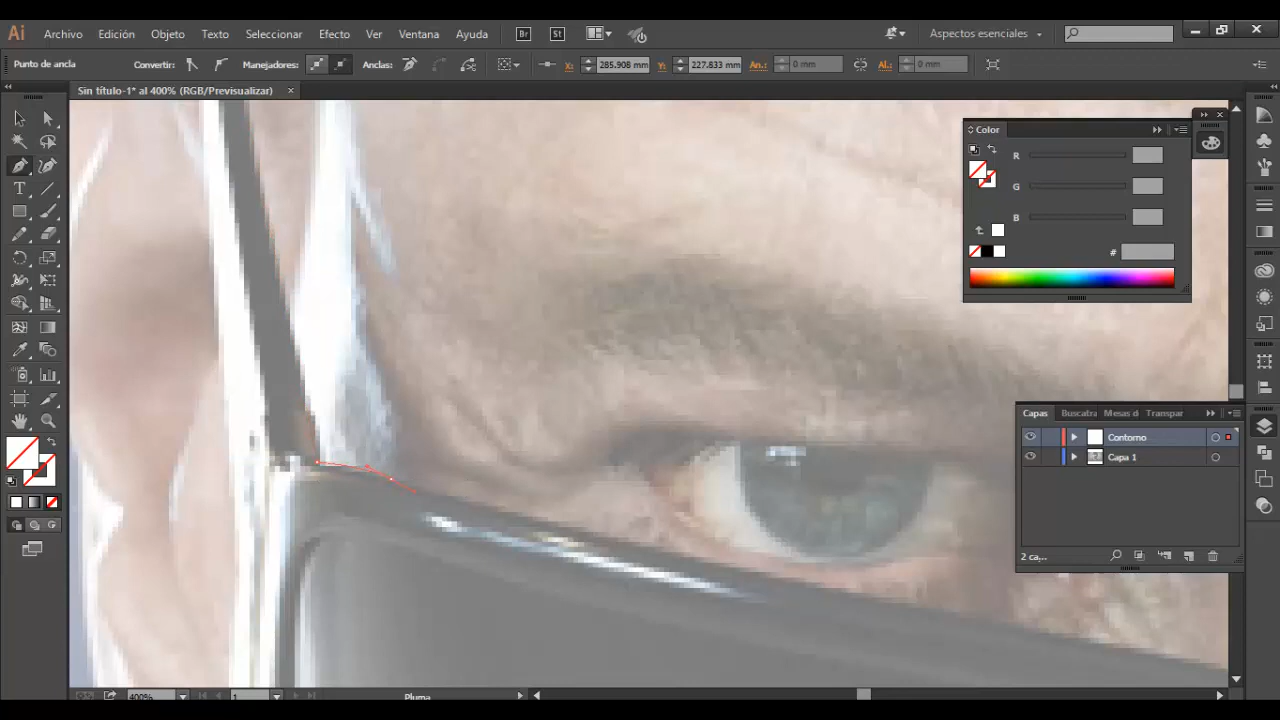 Ai Archivo Edición Objeto Texto Seleccionar Efecto Ver Ventana Ayuda Br St Aspectos esenciales
Punto de ancla Convertir: Manejadores: Anclas: X: 285.908 mm Y: 227.833 mm An.: 0 mm AL.: 0 mm
Sin título-1* al 400% (RGB/Previsualizar) ×
Color
R
G
B
#
Capas Buscatra Mesas d Transpar
Contorno
Capa 1
2 ca...
400% 1 Pluma